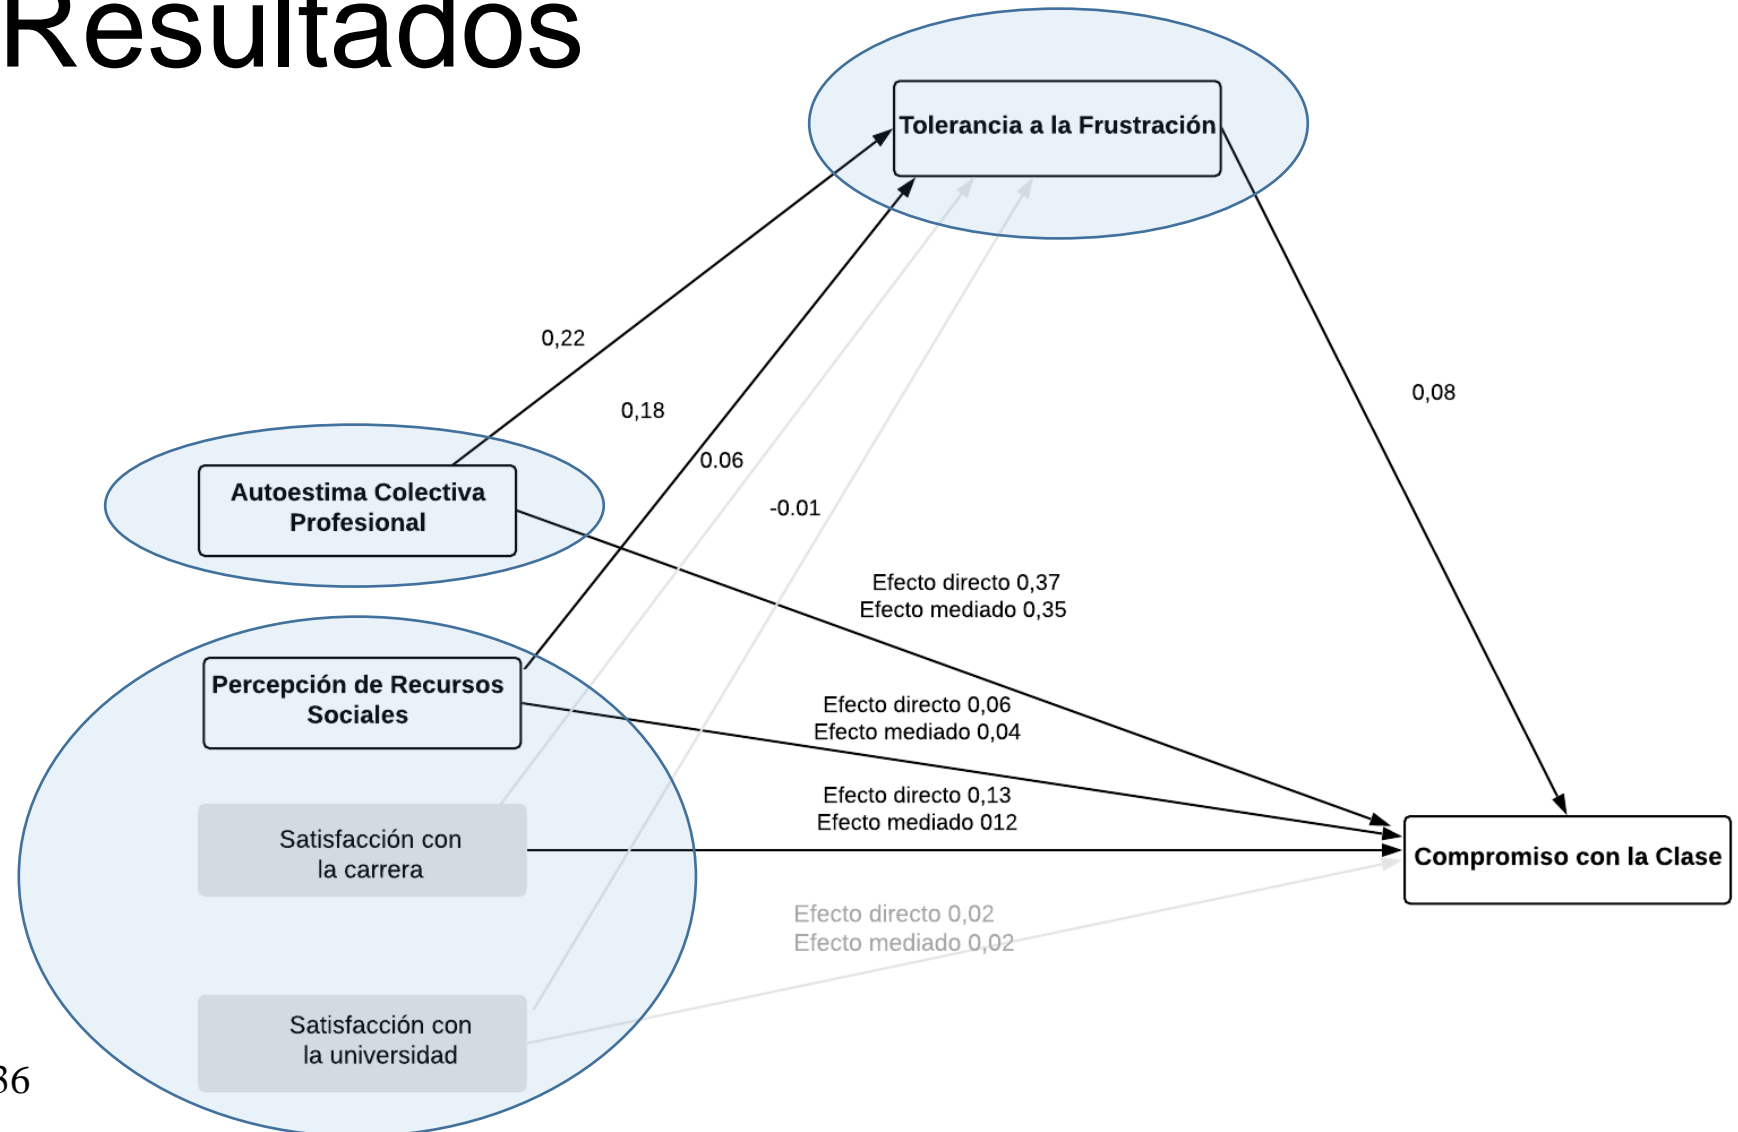 Resultados
Tolerancia a la Frustración
0,22
0,18
0,08
0.06
-0.01
Autoestima Colectiva
Profesional
Efecto directo 0,37
Efecto mediado 0,35
Percepción de Recursos
Sociales
Efecto directo 0,06
Efecto mediado 0,04
Efecto directo 0,13
Efecto mediado 012
Satisfacción con
la carrera
Compromiso con la Clase
Efecto directo 0,02
Efecto mediado 0,02
Satisfacción con
la universidad
36